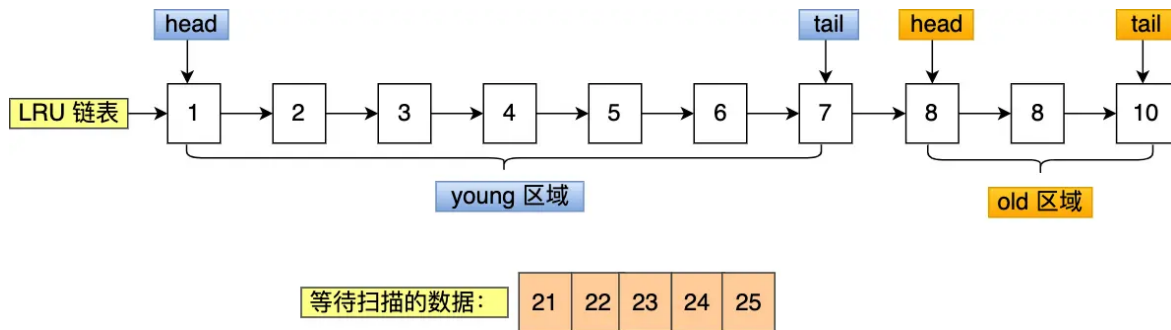 head tail head tail
LRU 链表 1 2 3 4 5 6 7 8 8 10
young 区域 old 区域
等待扫描的数据： 21 22 23 24 25